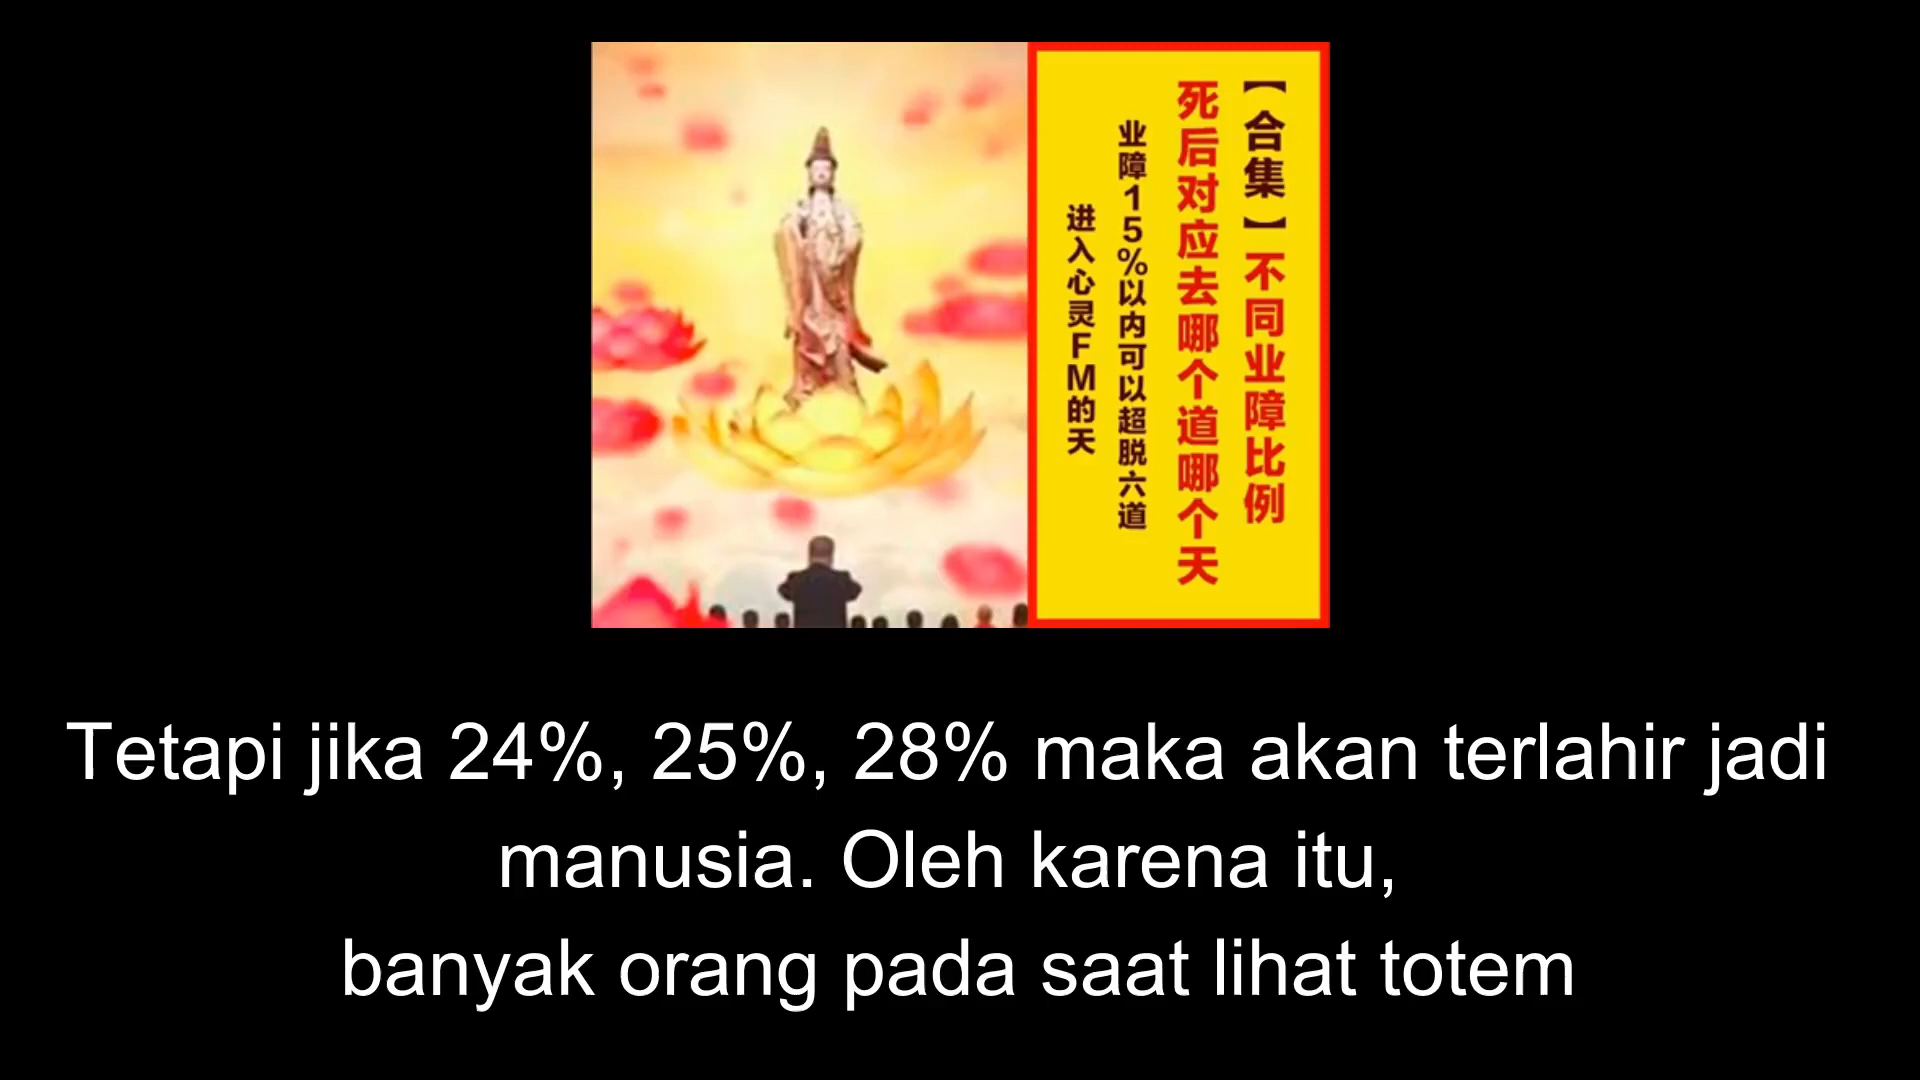 【合集】不同业障比例
死后对应去哪个道哪个天
业障15%以内可以超脱六道
进入心灵FM的天
Tetapi jika 24%, 25%, 28% maka akan terlahir jadi
manusia. Oleh karena itu,
banyak orang pada saat lihat totem